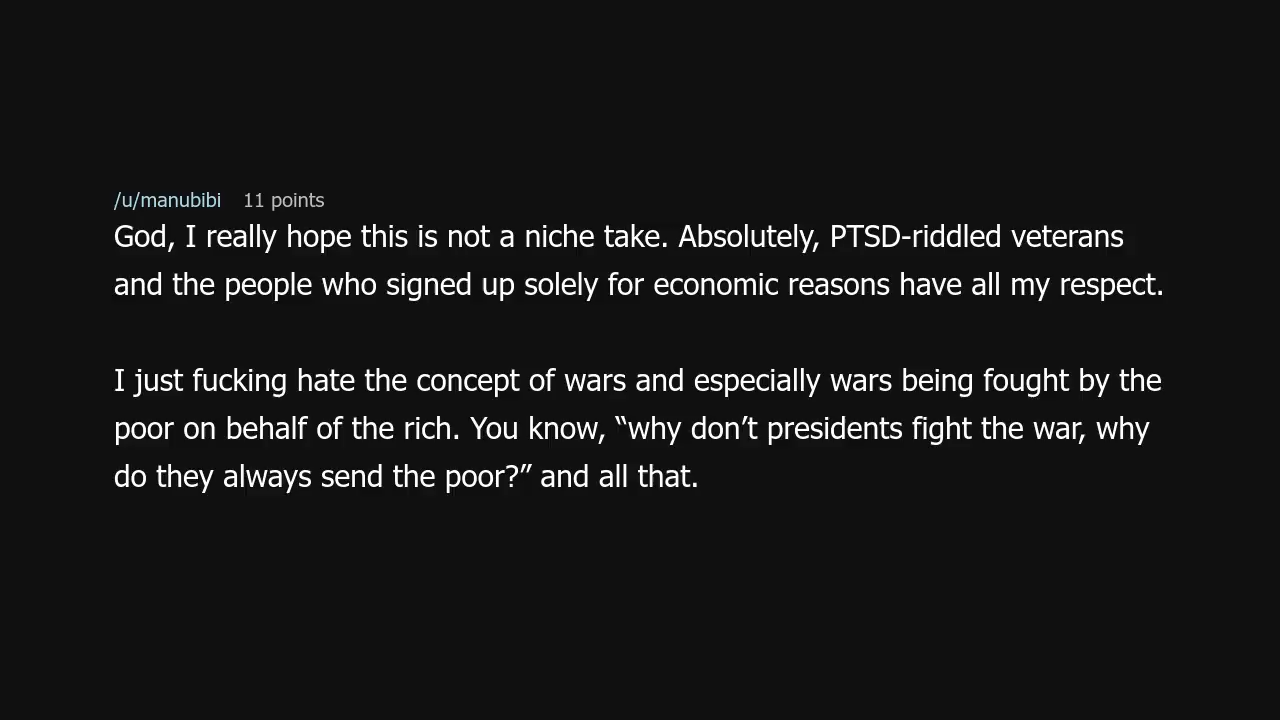 /u/manubibi 11 points
God, I really hope this is not a niche take. Absolutely, PTSD-riddled veterans
and the people who signed up solely for economic reasons have all my respect.
I just fucking hate the concept of wars and especially wars being fought by the
poor on behalf of the rich. You know, “why don’t presidents fight the war, why
do they always send the poor?” and all that.